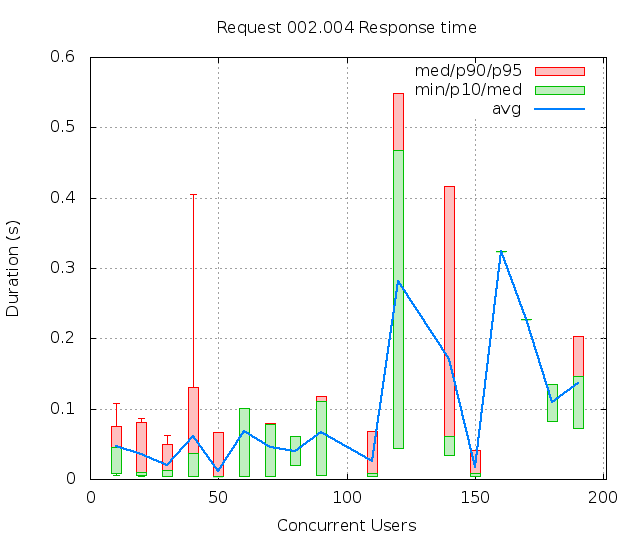 Request 002.004 Response time
med/p90/p95
min/p10/med
avg
Duration (s)
0.6
0.5
0.4
0.3
0.2
0.1
0
0 50 100 150 200
Concurrent Users